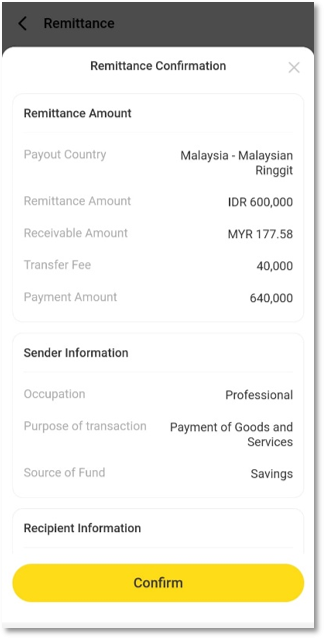 Remittance
Remittance Confirmation
Remittance Amount
Payout Country Malaysia - Malaysian
Ringgit
Remittance Amount IDR 600,000
Receivable Amount MYR 177.58
Transfer Fee 40,000
Payment Amount 640,000
Sender Information
Occupation Professional
Purpose of transaction Payment of Goods and
Services
Source of Fund Savings
Recipient Information
Confirm